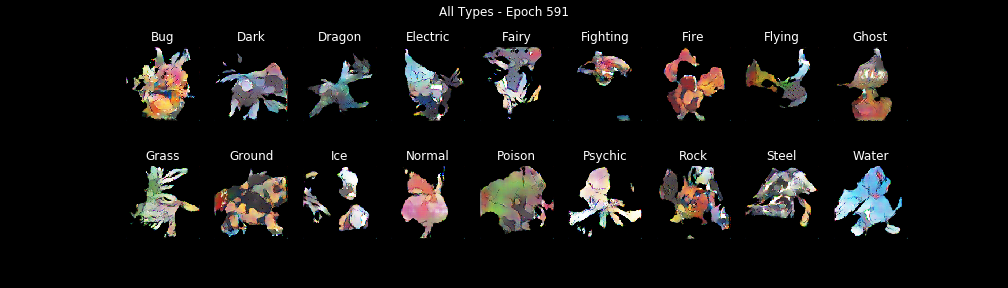 All Types - Epoch 591
Bug Dark Dragon Electric Fairy Fighting Fire Flying Ghost
Grass Ground Ice Normal Poison Psychic Rock Steel Water